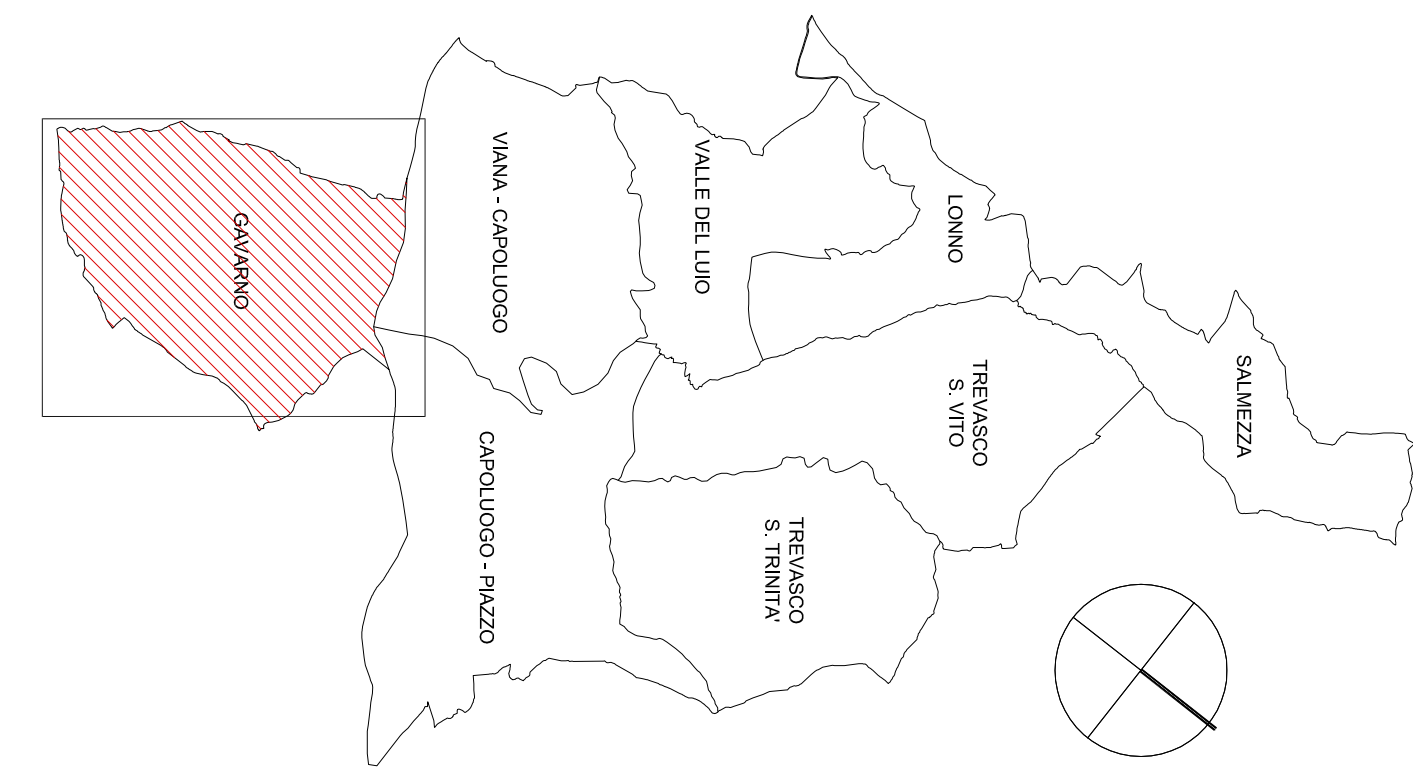 GAVARNO
VIANA - CAPOLUOGO
VALLE DEL LUIO
LONNO
SALMEZZA
TREVASCO
S. VITO
CAPOLUOGO - PIAZZO
TREVASCO
S. TRINITA'